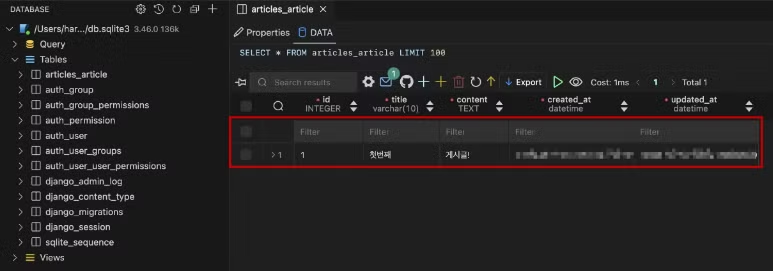 DATABASE
/Users/har.../db.sqlite3 3.46.0 136k
Query
Tables
articles_article
auth_group
auth_group_permissions
auth_permission
auth_user
auth_user_groups
auth_user_user_permissions
django_admin_log
django_content_type
django_migrations
django_session
sqlite_sequence
Views
articles_article
Properties DATA
SELECT * FROM articles_article LIMIT 100
Search results 1 Export Cost: 1ms 1 Total 1
id title content created_at updated_at
INTEGER varchar(10) TEXT datetime datetime
Filter Filter Filter Filter Filter
1 1 첫번째 게시글!